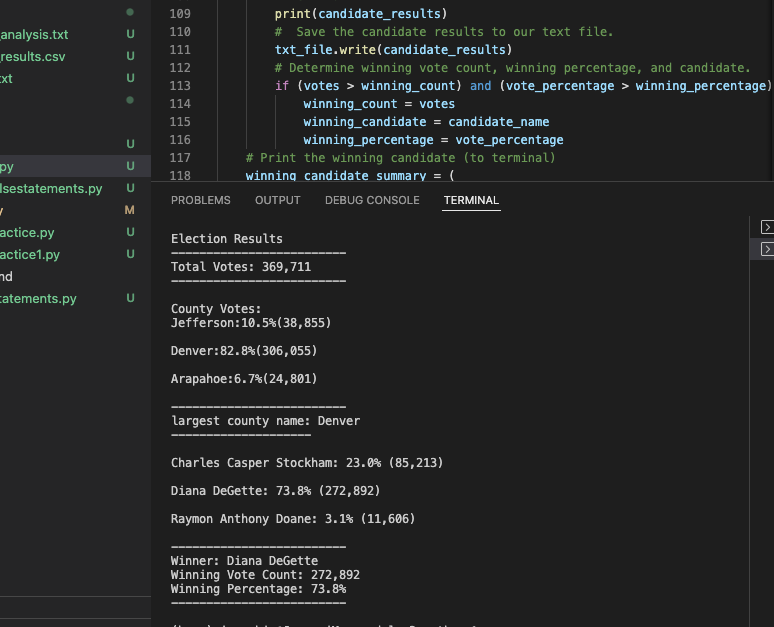 analysis.txt U
results.csv U
txt U
U
py U
lsestatements.py U
y M
actice.py U
actice1.py U
nd
tatements.py U
109 print(candidate_results)
110 #  Save the candidate results to our text file.
111 txt_file.write(candidate_results)
112 # Determine winning vote count, winning percentage, and candidate.
113 if (votes > winning_count) and (vote_percentage > winning_percentage)
114 winning_count = votes
115 winning_candidate = candidate_name
116 winning_percentage = vote_percentage
117 # Print the winning candidate (to terminal)
118 winning_candidate_summary = (
PROBLEMS OUTPUT DEBUG CONSOLE TERMINAL
Election Results
-------------------------
Total Votes: 369,711
-------------------------
County Votes:
Jefferson:10.5%(38,855)
Denver:82.8%(306,055)
Arapahoe:6.7%(24,801)
-------------------------
largest county name: Denver
--------------------
Charles Casper Stockham: 23.0% (85,213)
Diana DeGette: 73.8% (272,892)
Raymon Anthony Doane: 3.1% (11,606)
-------------------------
Winner: Diana DeGette
Winning Vote Count: 272,892
Winning Percentage: 73.8%
-------------------------